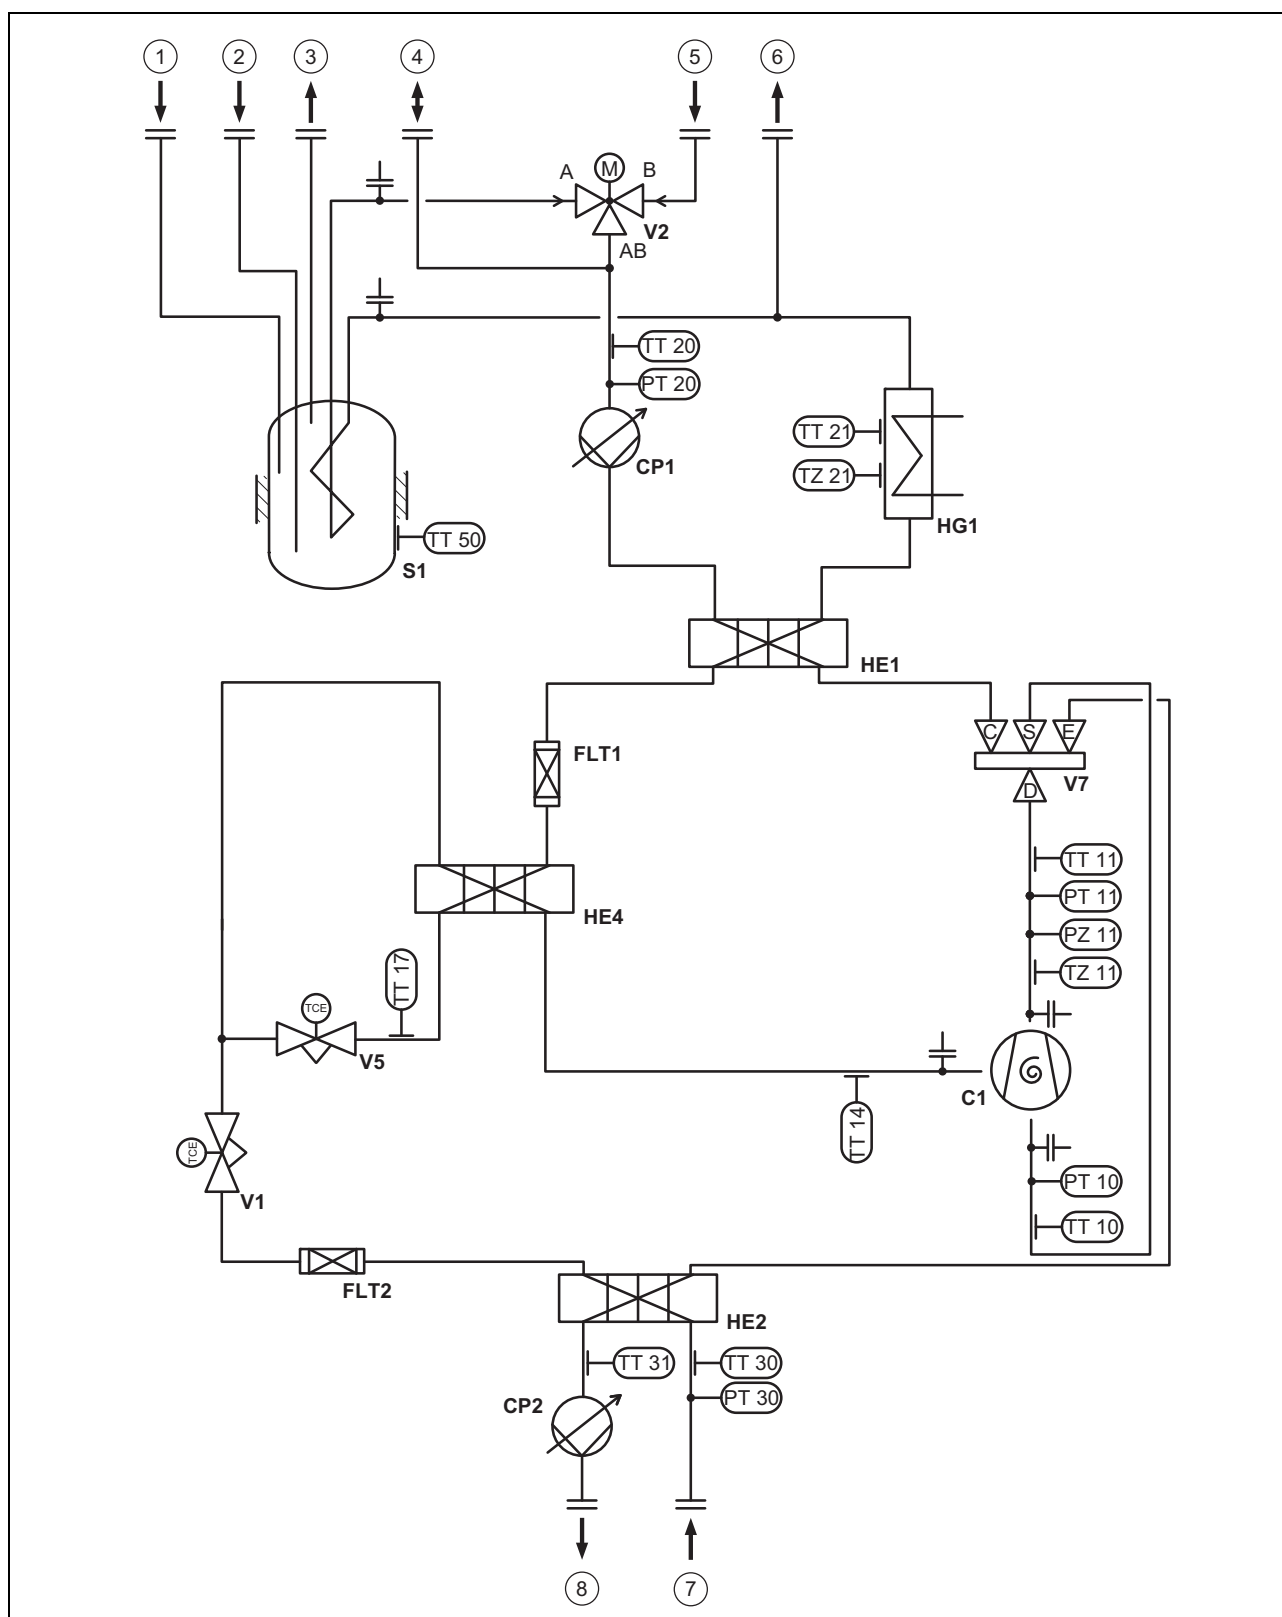 1 2 3 4 5 6
M
A B
V2
AB
TT 20
PT 20
CP1
TT 21
TZ 21
HG1
TT 50
S1
HE1
C S E
V7
D
FLT1
TT 11
PT 11
PZ 11
TZ 11
HE4
TT 17
TCE
V5
C1
TT 14
TCE
V1
PT 10
TT 10
FLT2
HE2
TT 31
TT 30
PT 30
CP2
8 7